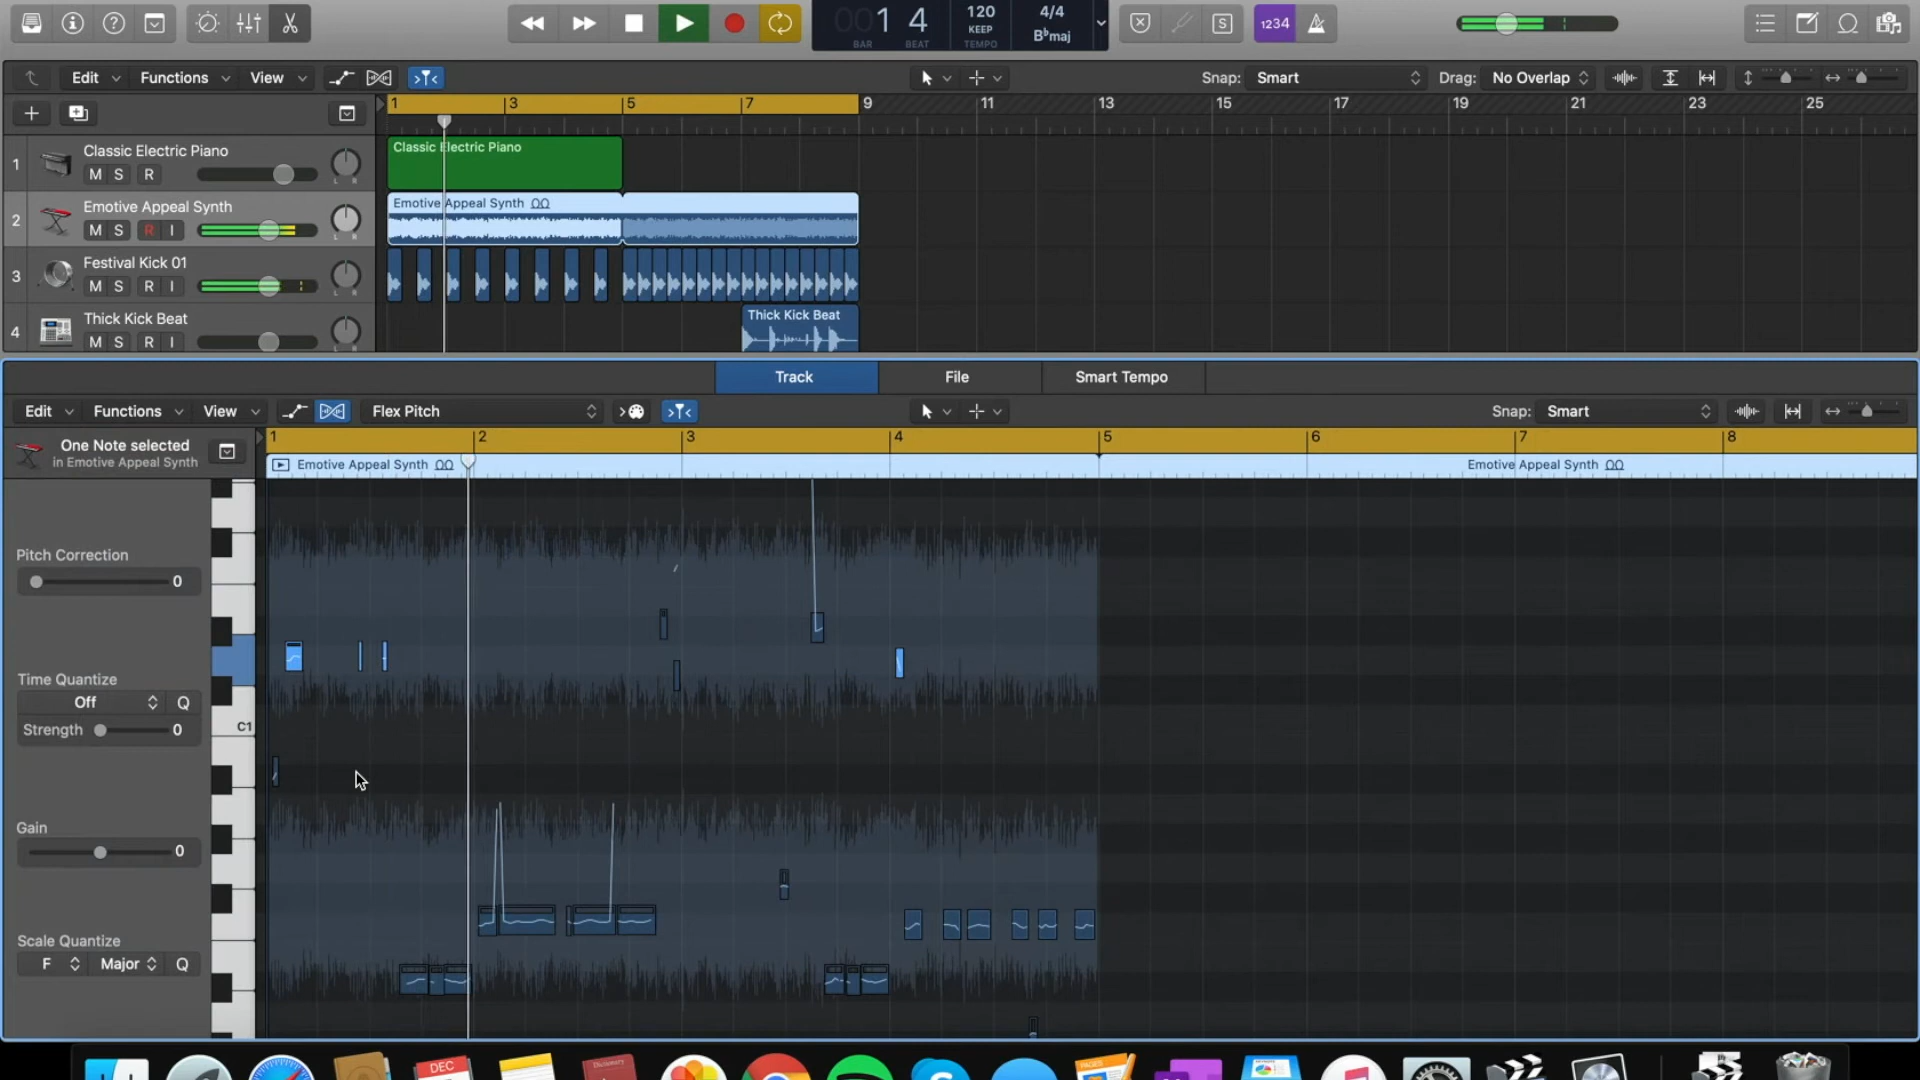 001 4 120 4/4
KEEP B♭maj
BAR BEAT TEMPO
1234
S
Edit Functions View Snap: Smart Drag: No Overlap
1 3 5 7 9 11 13 15 17 19 21 23 25
1 Classic Electric Piano
M S R
L R
Classic Electric Piano
2 Emotive Appeal Synth
M S R I
L R
Emotive Appeal Synth
3 Festival Kick 01
M S R I
L R
4 Thick Kick Beat
M S R I
L R
Thick Kick Beat
Track File Smart Tempo
Edit Functions View Flex Pitch Snap: Smart
1 2 3 4 5 6 7 8
One Note selected
in Emotive Appeal Synth
Emotive Appeal Synth Emotive Appeal Synth
Pitch Correction
0
Time Quantize
Off Q
Strength 0
C1
Gain
0
Scale Quantize
F Major Q
DEC
Dictionary
PAGES